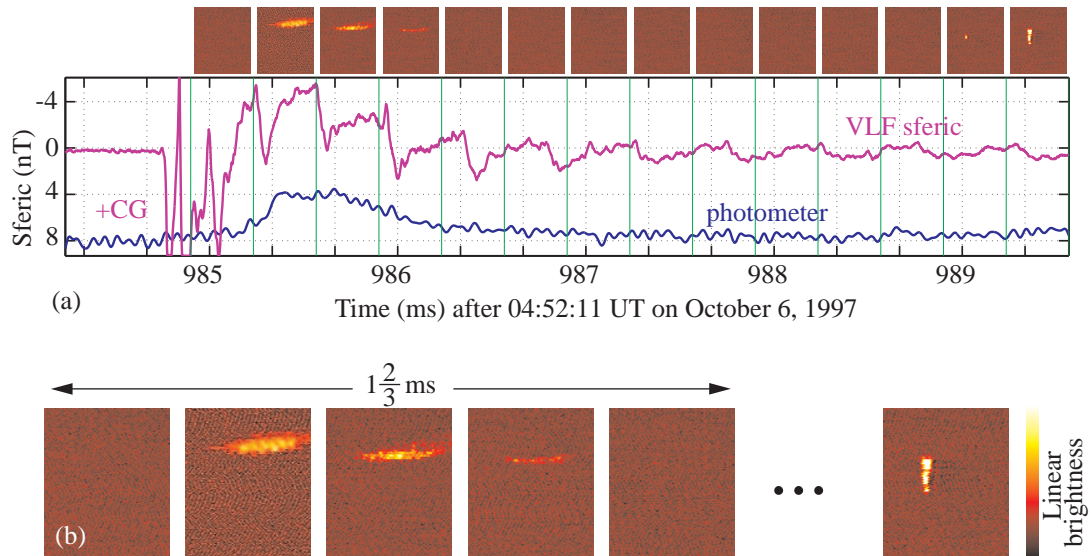 -4
0
4
8
Sferic (nT)
+CG
VLF sferic
photometer
985 986 987 988 989
(a)
Time (ms) after 04:52:11 UT on October 6, 1997
1 2/3 ms
(b)
Linear
brightness